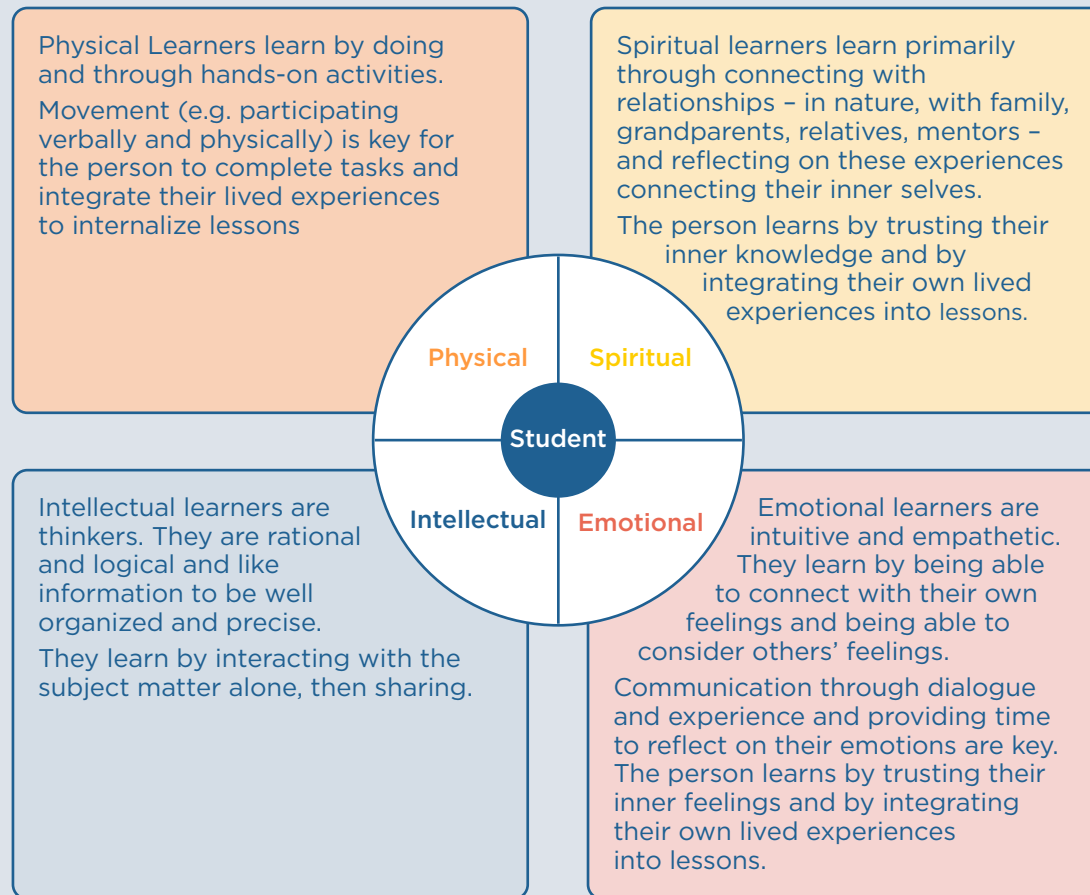 Physical Learners learn by doing
and through hands-on activities.
Movement (e.g. participating
verbally and physically) is key for
the person to complete tasks and
integrate their lived experiences
to internalize lessons
Spiritual learners learn primarily
through connecting with
relationships – in nature, with family,
grandparents, relatives, mentors –
and reflecting on these experiences
connecting their inner selves.
The person learns by trusting their
inner knowledge and by
integrating their own lived
experiences into lessons.
Physical
Spiritual
Student
Intellectual
Emotional
Intellectual learners are
thinkers. They are rational
and logical and like
information to be well
organized and precise.
They learn by interacting with the
subject matter alone, then sharing.
Emotional learners are
intuitive and empathetic.
They learn by being able
to connect with their own
feelings and being able to
consider others’ feelings.
Communication through dialogue
and experience and providing time
to reflect on their emotions are key.
The person learns by trusting their
inner feelings and by integrating
their own lived experiences
into lessons.